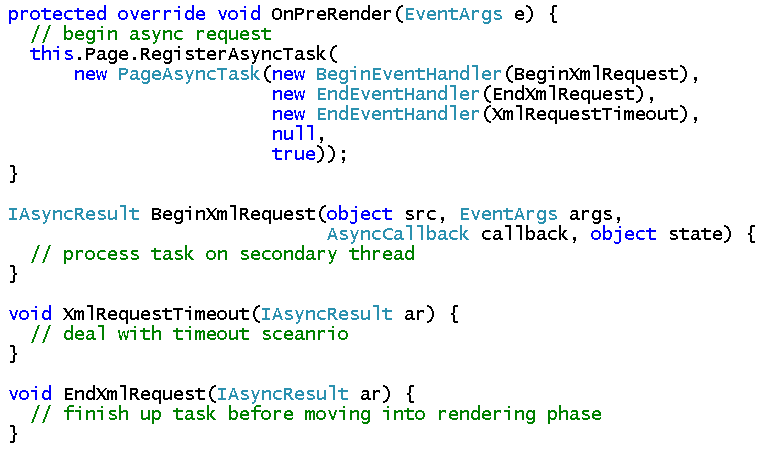 protected override void OnPreRender(EventArgs e) {
  // begin async request
  this.Page.RegisterAsyncTask(
      new PageAsyncTask(new BeginEventHandler(BeginXmlRequest),
                        new EndEventHandler(EndXmlRequest),
                        new EndEventHandler(XmlRequestTimeout),
                        null,
                        true));
}

IAsyncResult BeginXmlRequest(object src, EventArgs args,
                             AsyncCallback callback, object state) {
  // process task on secondary thread
}

void XmlRequestTimeout(IAsyncResult ar) {
  // deal with timeout sceanrio
}

void EndXmlRequest(IAsyncResult ar) {
  // finish up task before moving into rendering phase
}